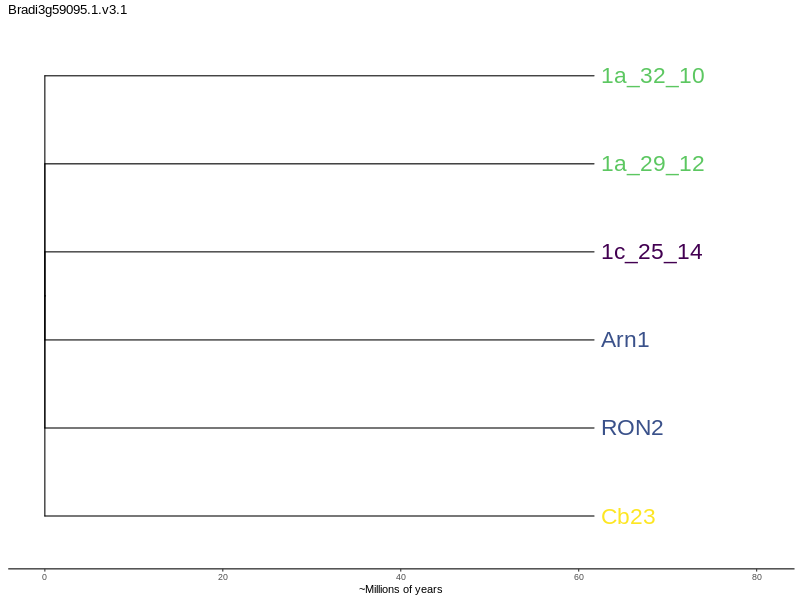 Bradi3g59095.1.v3.1
1a_32_10
1a_29_12
1c_25_14
Arn1
RON2
Cb23
0 20 40 60 80
~Millions of years